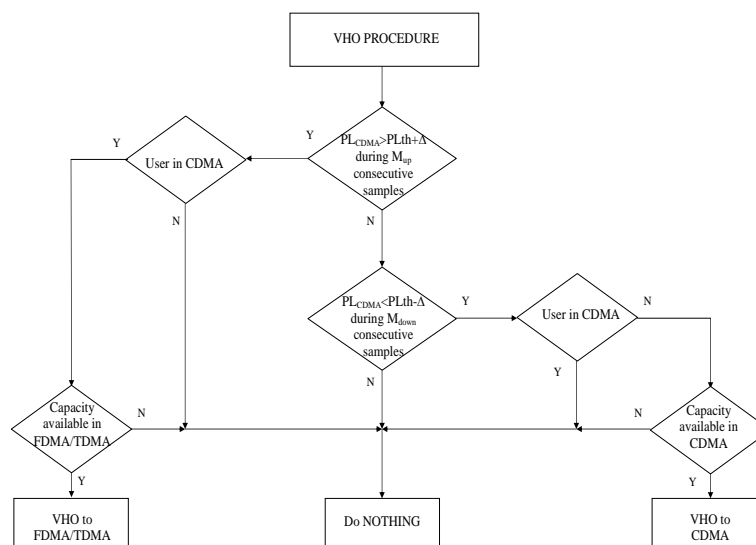 VHO PROCEDURE
Y
Y
PLCDMA>PLth+Δ
during Mup
consecutive
samples
User in CDMA
N
N
PLCDMA<PLth-Δ
during Mdown
consecutive
samples
Y
User in CDMA
N
Y
N
Capacity
available in
FDMA/TDMA
N
N
Capacity
available in
CDMA
Y
Y
VHO to
FDMA/TDMA
Do NOTHING
VHO to
CDMA